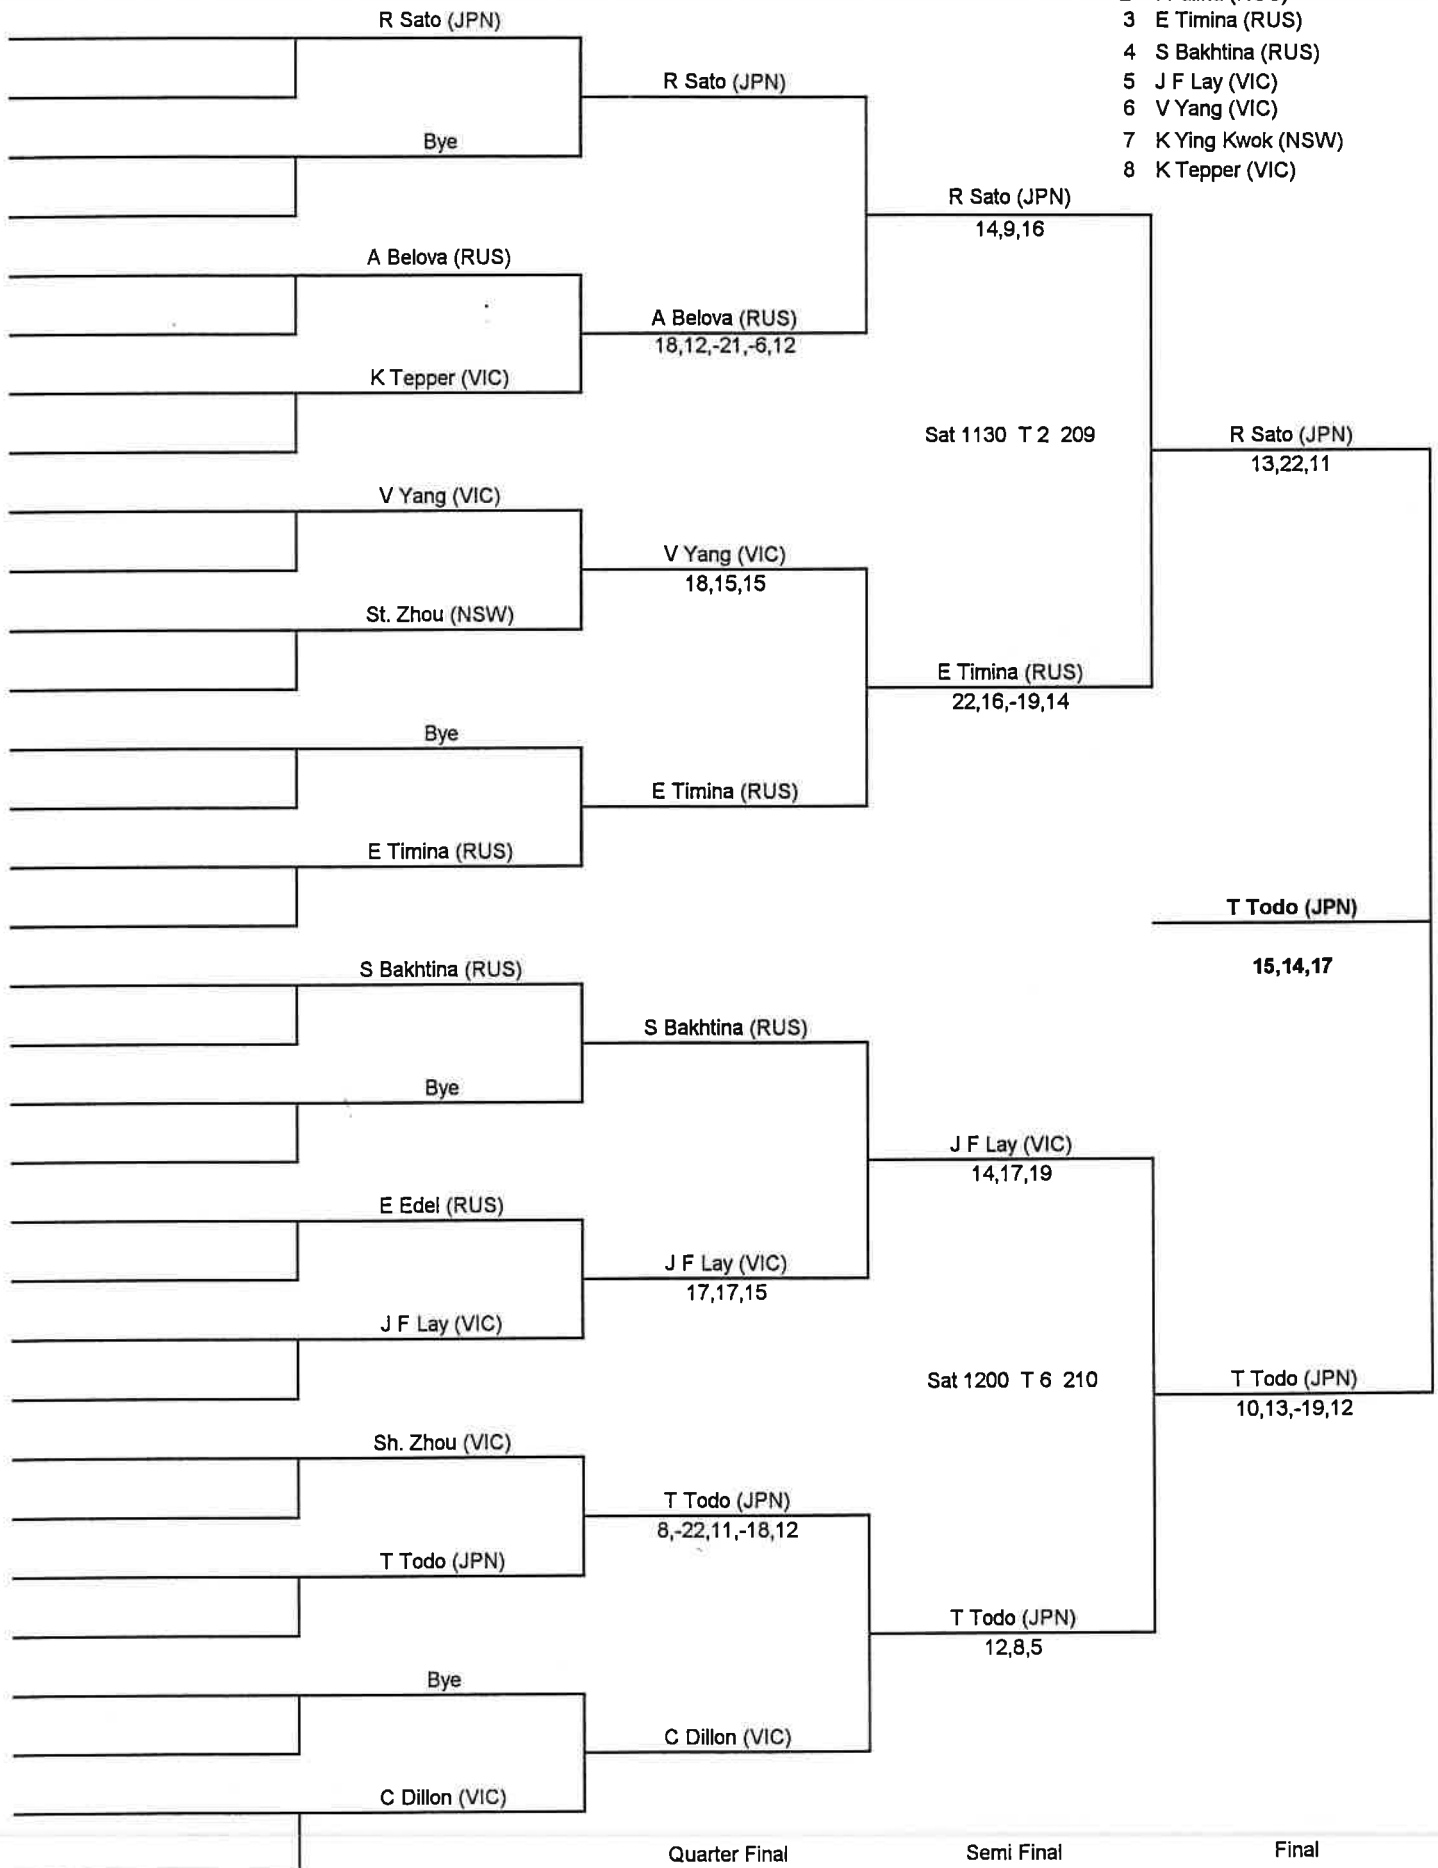 3 E Timina (RUS)
4 S Bakhtina (RUS)
5 J F Lay (VIC)
6 V Yang (VIC)
7 K Ying Kwok (NSW)
8 K Tepper (VIC)
R Sato (JPN)
R Sato (JPN)
Bye
R Sato (JPN)
14,9,16
A Belova (RUS)
A Belova (RUS)
18,12,-21,-6,12
K Tepper (VIC)
Sat 1130 T 2 209
R Sato (JPN)
13,22,11
V Yang (VIC)
V Yang (VIC)
18,15,15
St. Zhou (NSW)
E Timina (RUS)
22,16,-19,14
Bye
E Timina (RUS)
E Timina (RUS)
T Todo (JPN)
15,14,17
S Bakhtina (RUS)
S Bakhtina (RUS)
Bye
J F Lay (VIC)
14,17,19
E Edel (RUS)
J F Lay (VIC)
17,17,15
J F Lay (VIC)
Sat 1200 T 6 210
T Todo (JPN)
10,13,-19,12
Sh. Zhou (VIC)
T Todo (JPN)
8,-22,11,-18,12
T Todo (JPN)
T Todo (JPN)
12,8,5
Bye
C Dillon (VIC)
C Dillon (VIC)
Quarter Final Semi Final Final